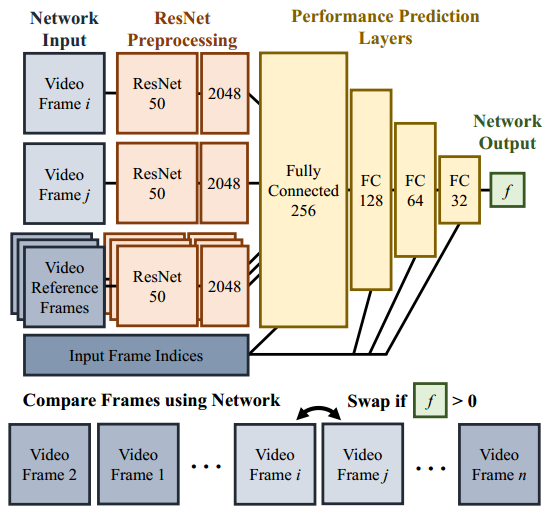 Network Input
ResNet Preprocessing
Performance Prediction Layers
Video Frame i
ResNet 50
2048
Video Frame j
ResNet 50
2048
Video Reference Frames
ResNet 50
2048
Input Frame Indices
Fully Connected 256
FC 128
FC 64
FC 32
Network Output
f
Compare Frames using Network
Swap if f > 0
Video Frame 2
Video Frame 1
...
Video Frame i
Video Frame j
...
Video Frame n